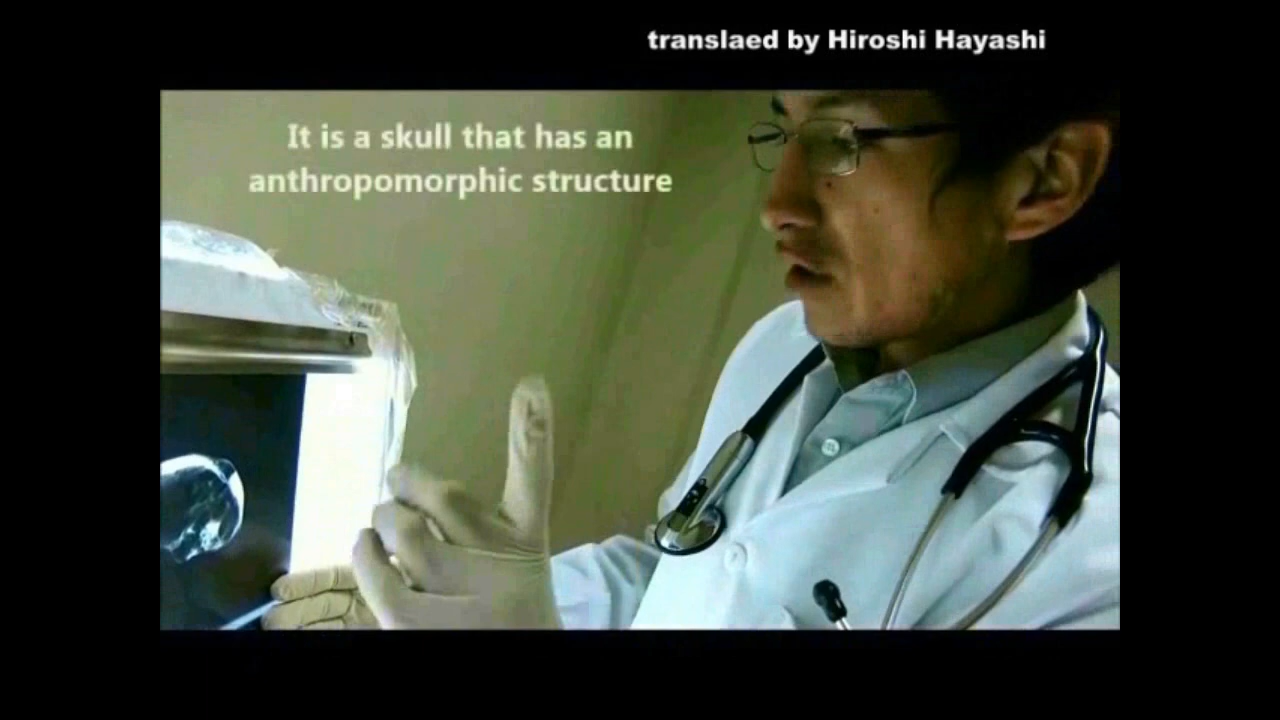 translaed by Hiroshi Hayashi
It is a skull that has an
anthropomorphic structure